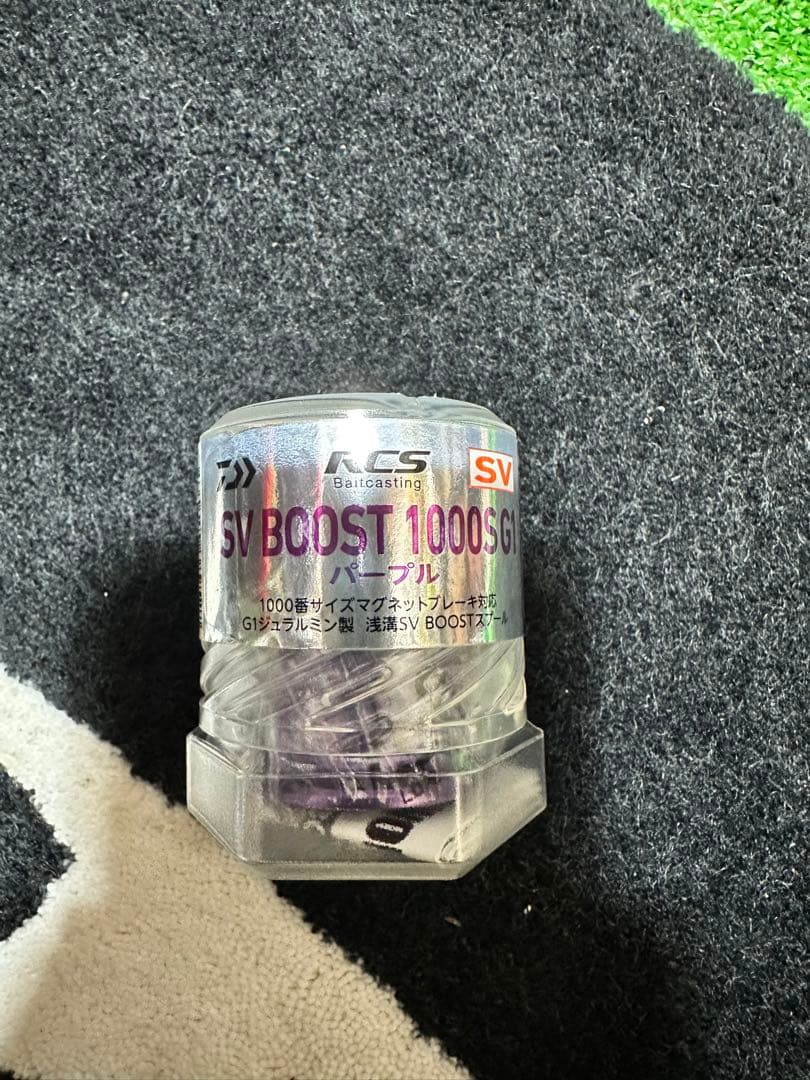 RCS
Baitcasting
SV
SV BOOST 1000SG1
パープル
1000番サイズマグネットブレーキ対応
G1ジュラルミン製 浅溝SV BOOSTスプール